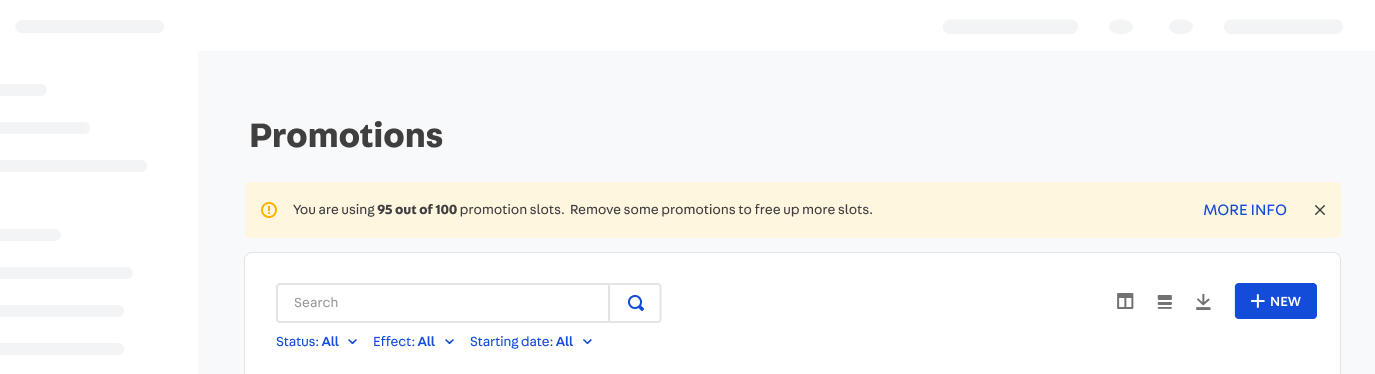 Promotions
You are using 95 out of 100 promotion slots.  Remove some promotions to free up more slots. MORE INFO
Search
NEW
Status: All Effect: All Starting date: All